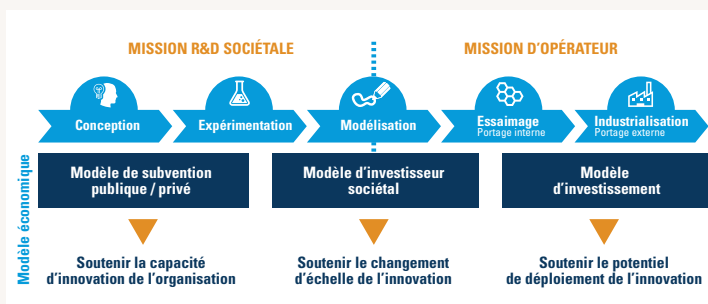 MISSION R&D SOCIÉTALE
MISSION D'OPÉRATEUR
Conception
Expérimentation
Modélisation
Essaimage
Portage interne
Industrialisation
Portage externe
Modèle économique
Modèle de subvention
publique / privé
Modèle d'investisseur
sociétal
Modèle
d'investissement
Soutenir la capacité
d'innovation de l'organisation
Soutenir le changement
d'échelle de l'innovation
Soutenir le potentiel
de déploiement de l'innovation